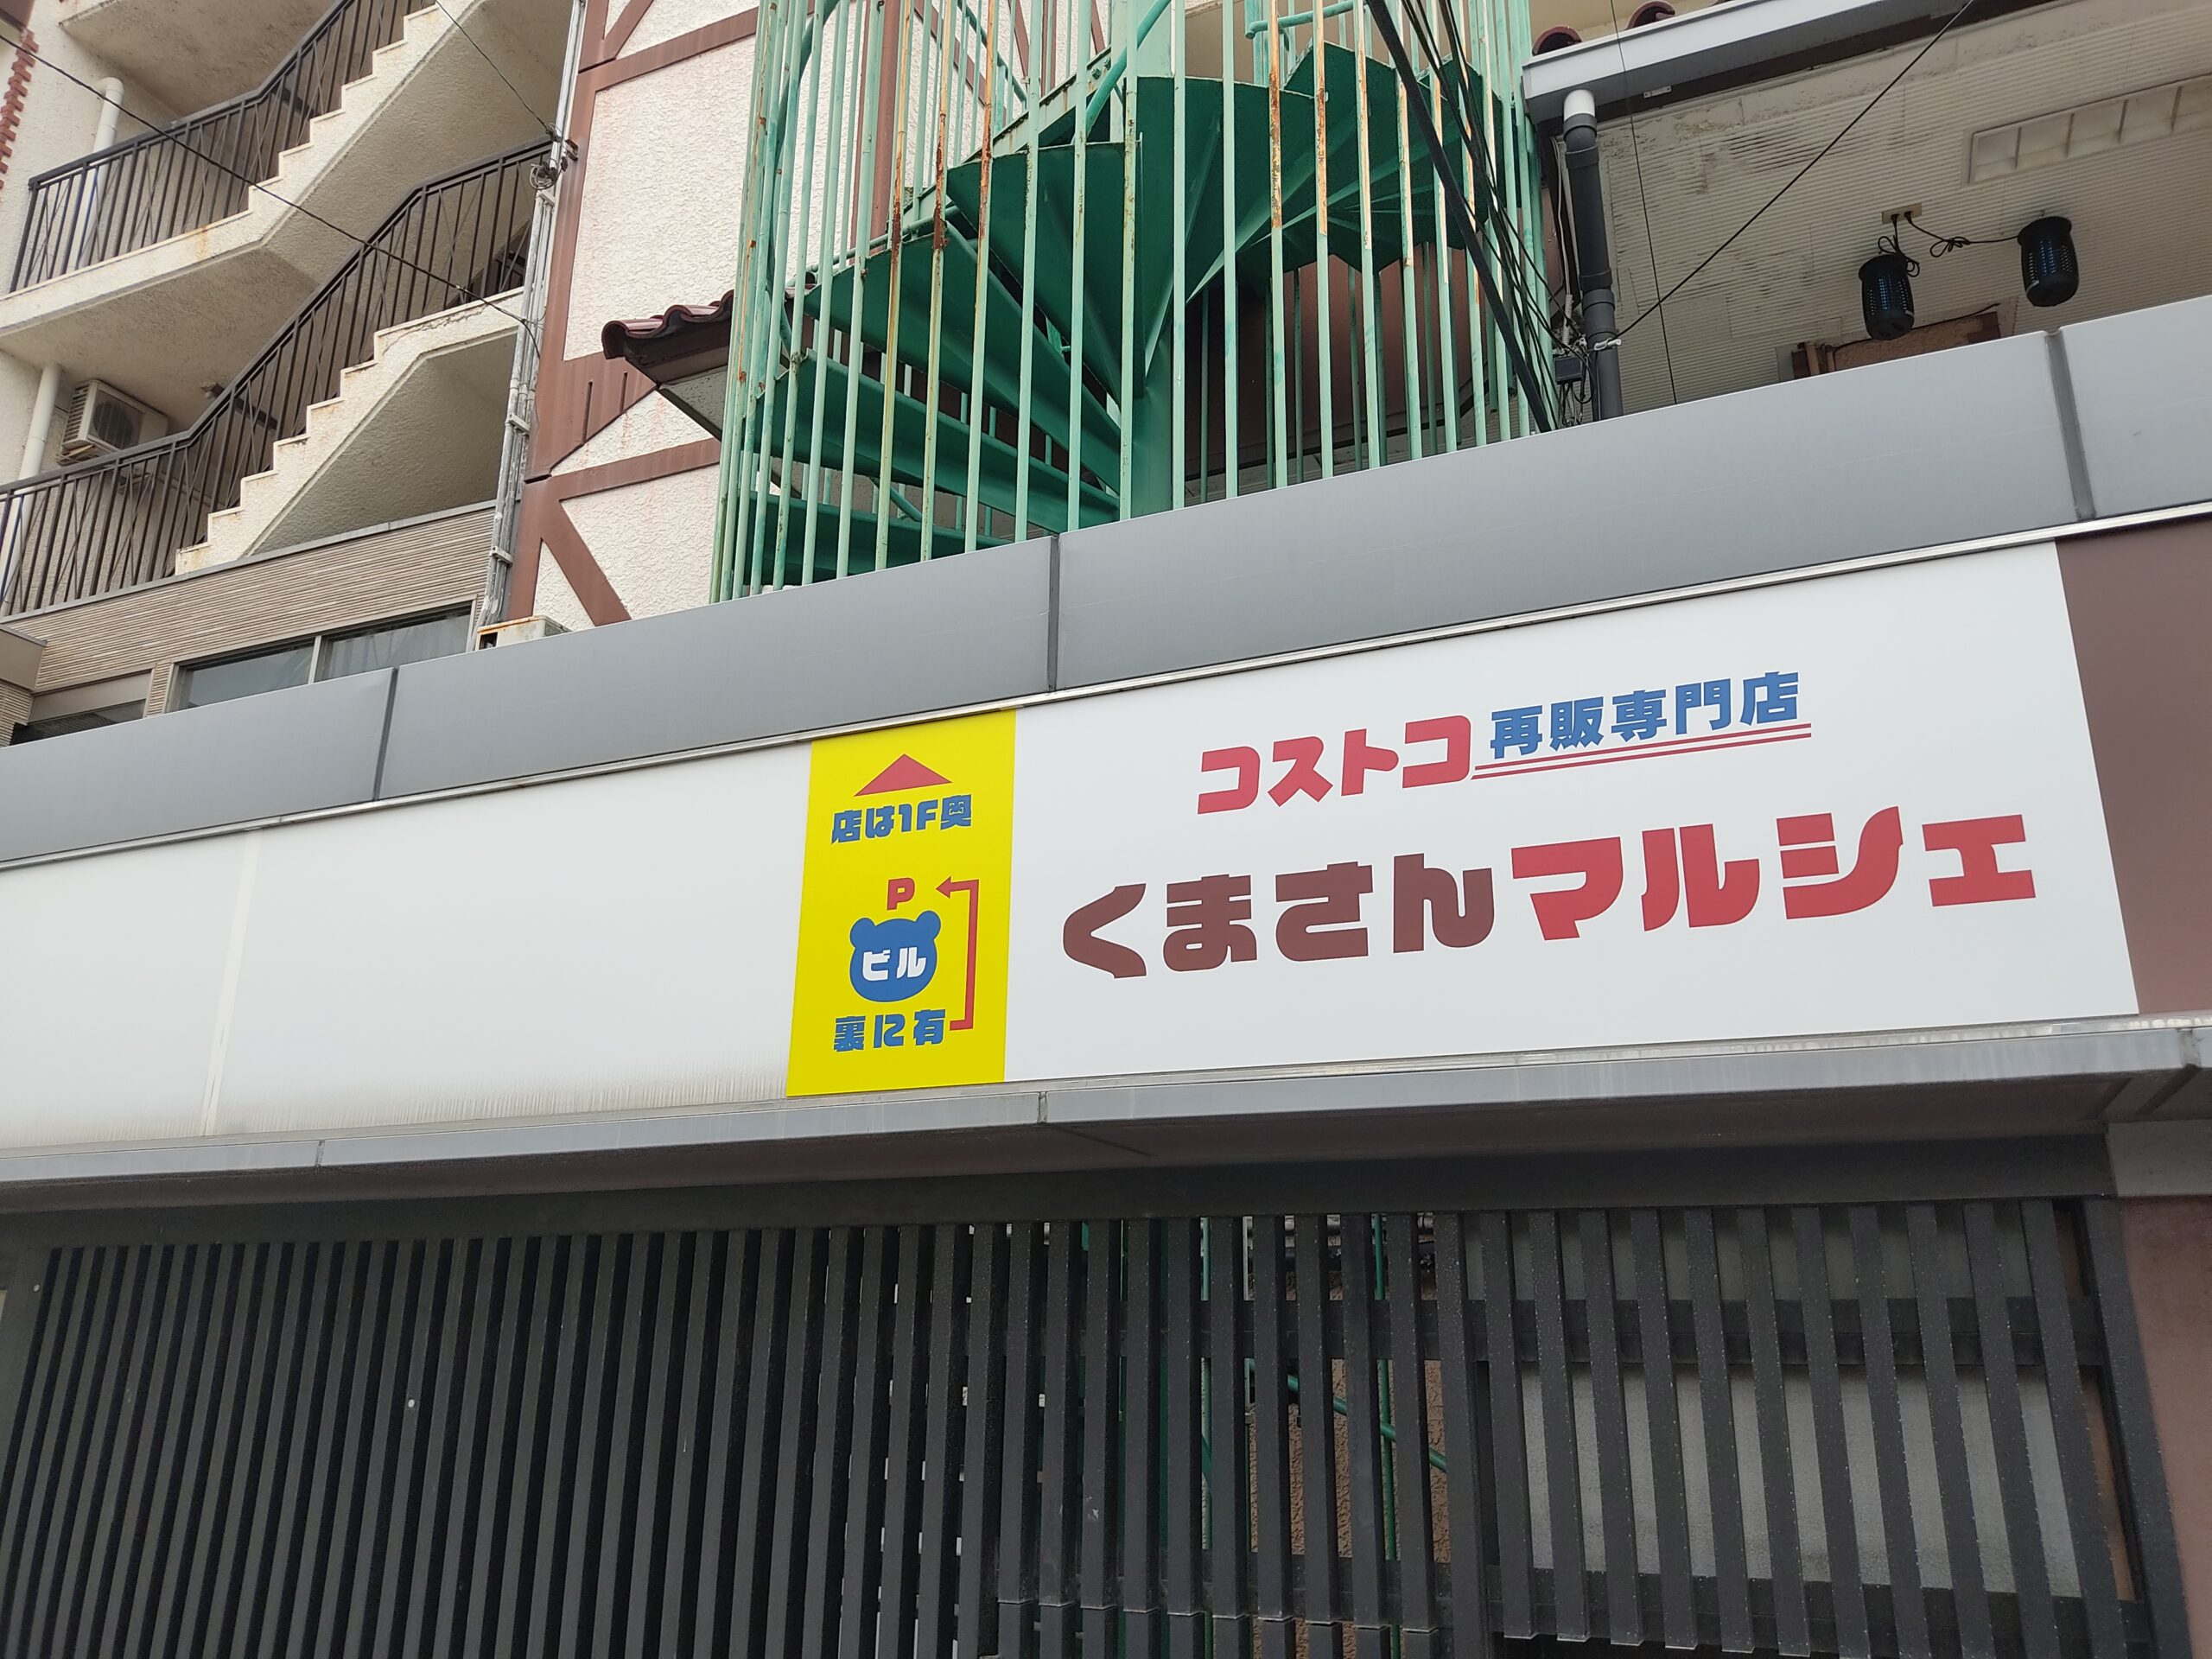 店は1F奥
P
ビル
裏に有
コストコ再販専門店
くまさんマルシェ